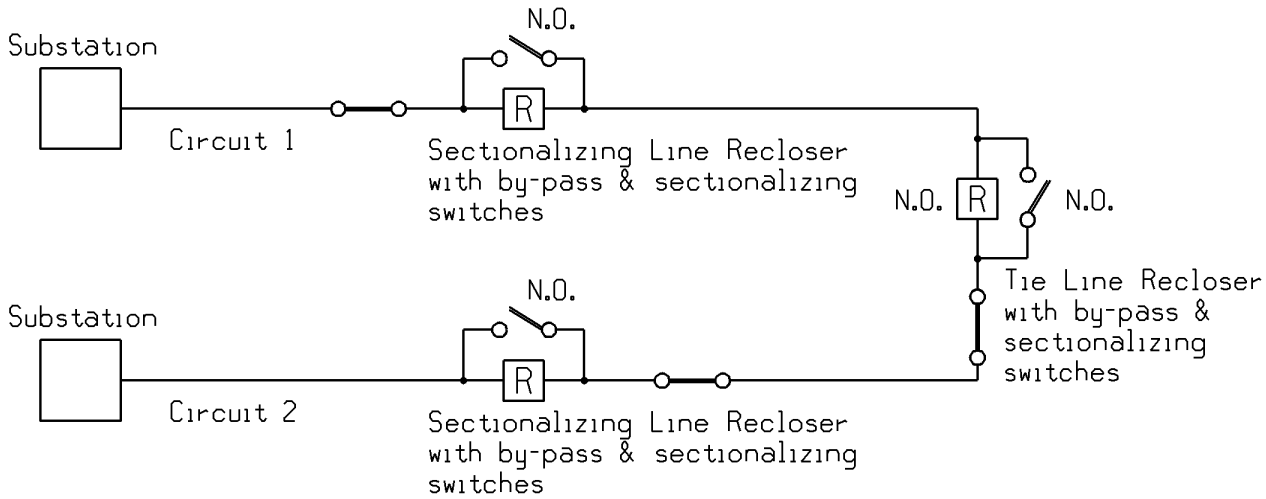 N.O.
Substation
R
Circuit 1
Sectionalizing Line Recloser
with by-pass & sectionalizing
switches
N.O.
R
N.O.
Tie Line Recloser
with by-pass &
sectionalizing
switches
N.O.
Substation
R
Circuit 2
Sectionalizing Line Recloser
with by-pass & sectionalizing
switches